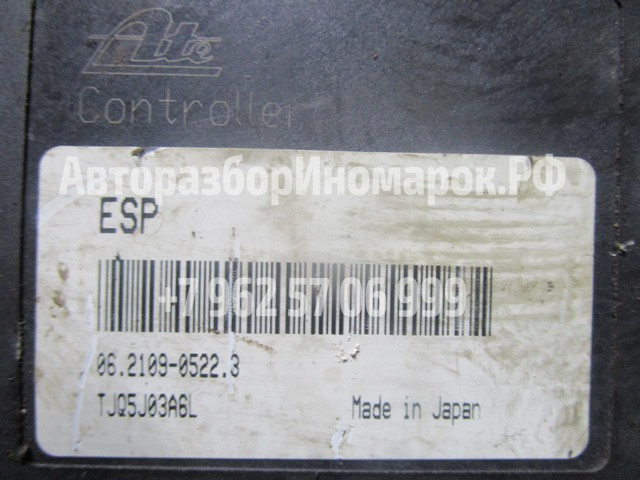 Ate
Controller
АвторазборИномарок.РФ
ESP
+7 962 57 06 999
06.2109-0522.3
TJQ5J03A6L
Made in Japan